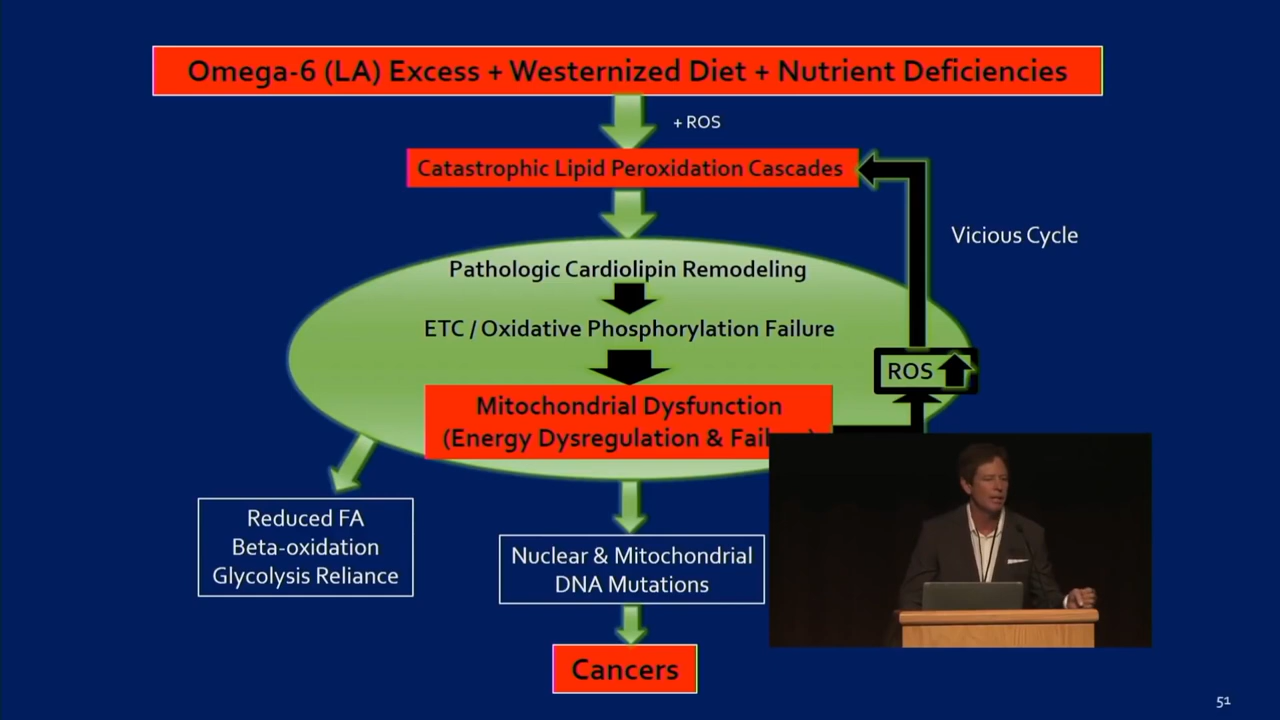 Omega-6 (LA) Excess + Westernized Diet + Nutrient Deficiencies
+ ROS
Catastrophic Lipid Peroxidation Cascades
Vicious Cycle
Pathologic Cardiolipin Remodeling
ETC / Oxidative Phosphorylation Failure
ROS
Mitochondrial Dysfunction
(Energy Dysregulation &
Reduced FA
Beta-oxidation
Glycolysis Reliance
Nuclear & Mitochondrial
DNA Mutations
Cancers
51